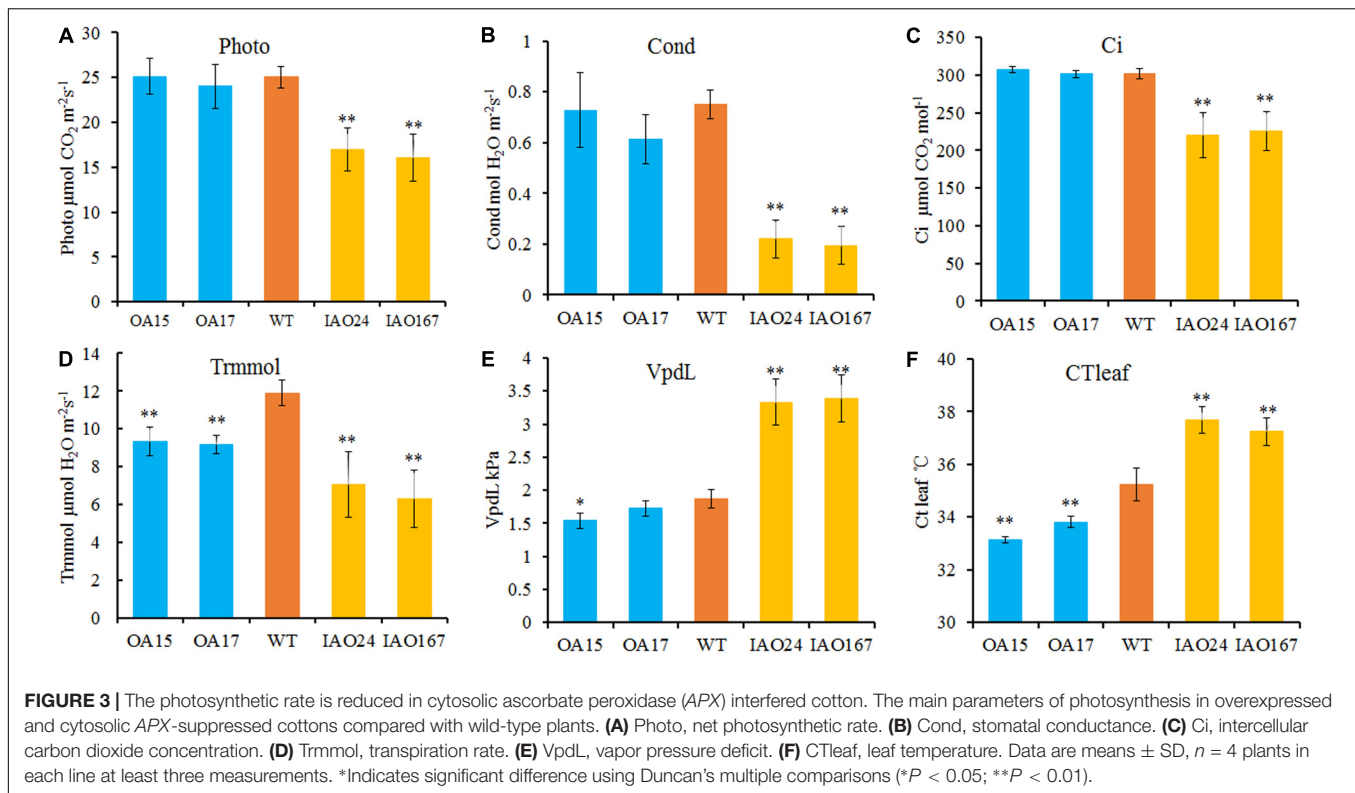 A
Photo
Photo µmol CO₂ m⁻²s⁻¹
30
25
20
15
10
5
0
**
**
OA15 OA17 WT IAO24 IAO167
B
Cond
Cond mol H₂O m⁻²s⁻¹
1
0.8
0.6
0.4
0.2
0
**
**
OA15 OA17 WT IAO24 IAO167
C
Ci
Ci µmol CO₂ mol⁻¹
350
300
250
200
150
100
50
0
**
**
OA15 OA17 WT IAO24 IAO167
D
Trmmol
Trmmol µmol H₂O m⁻²s⁻¹
14
12
10
8
6
4
2
0
**
**
**
**
OA15 OA17 WT IAO24 IAO167
E
VpdL
VpdL kPa
4
3.5
3
2.5
2
1.5
1
0.5
0
*
**
**
OA15 OA17 WT IAO24 IAO167
F
CTleaf
Ct leaf ℃
40
38
36
34
32
30
**
**
**
**
OA15 OA17 WT IAO24 IAO167
FIGURE 3 | The photosynthetic rate is reduced in cytosolic ascorbate peroxidase (APX) interfered cotton. The main parameters of photosynthesis in overexpressed
and cytosolic APX-suppressed cottons compared with wild-type plants. (A) Photo, net photosynthetic rate. (B) Cond, stomatal conductance. (C) Ci, intercellular
carbon dioxide concentration. (D) Trmmol, transpiration rate. (E) VpdL, vapor pressure deficit. (F) CTleaf, leaf temperature. Data are means ± SD, n = 4 plants in
each line at least three measurements. *Indicates significant difference using Duncan's multiple comparisons (*P < 0.05; **P < 0.01).